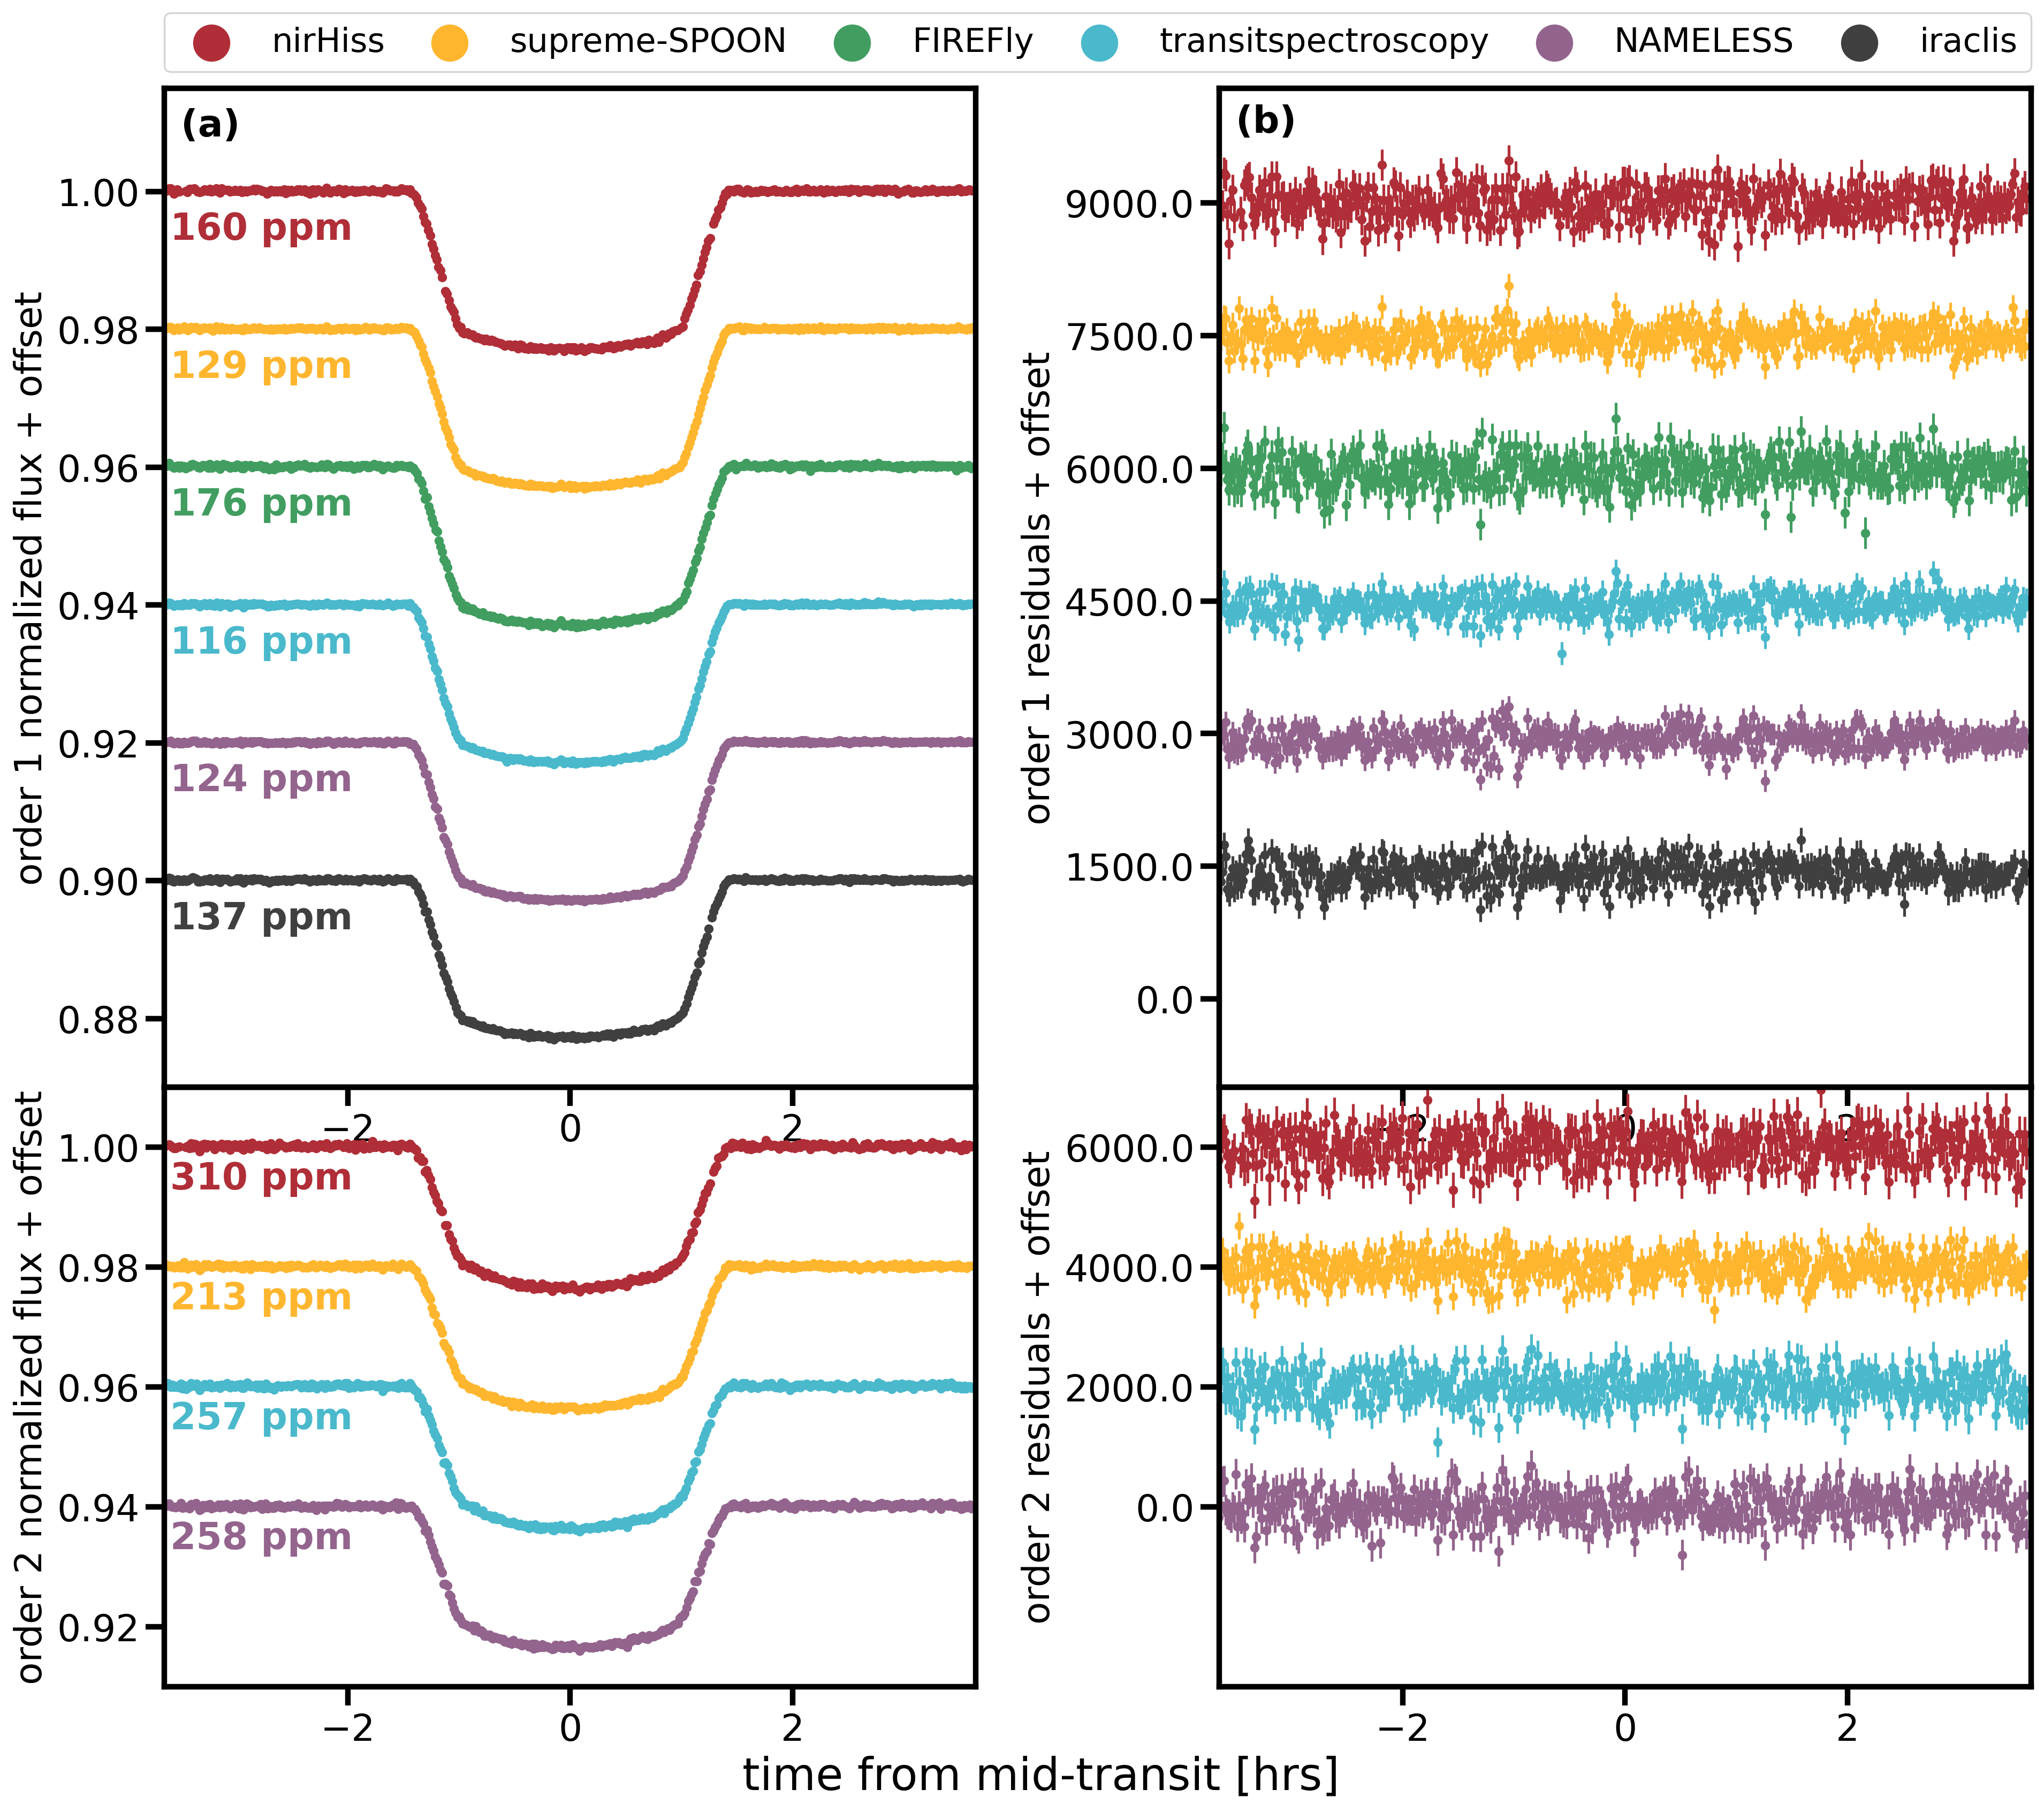 nirHiss supreme-SPOON FIREFly transitspectroscopy NAMELESS iraclis
(a)
order 1 normalized flux + offset
1.00
160 ppm
0.98
129 ppm
0.96
176 ppm
0.94
116 ppm
0.92
124 ppm
0.90
137 ppm
0.88
−2 0 2
(b)
order 1 residuals + offset
9000.0
7500.0
6000.0
4500.0
3000.0
1500.0
0.0
−2 0 2
order 2 normalized flux + offset
1.00
310 ppm
0.98
213 ppm
0.96
257 ppm
0.94
258 ppm
0.92
−2 0 2
order 2 residuals + offset
6000.0
4000.0
2000.0
0.0
−2 0 2
time from mid-transit [hrs]